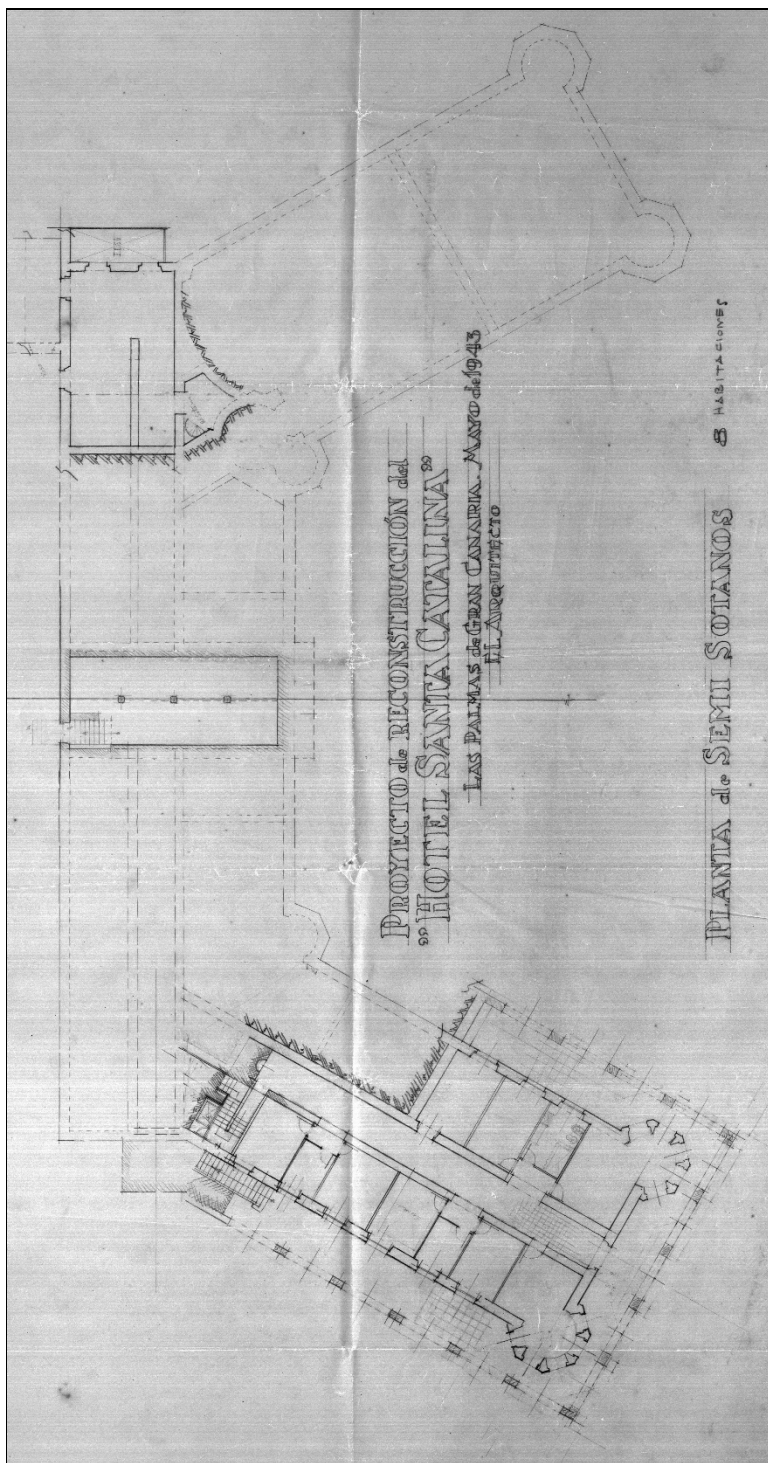 PROYECTO de RECONSTRUCCIÓN del
"HOTEL SANTA CATALINA"
LAS PALMAS de GRAN CANARIA. MAYO de 1943
EL ARQUITECTO
PLANTA de SEMI SOTANOS
8 HABITACIONES